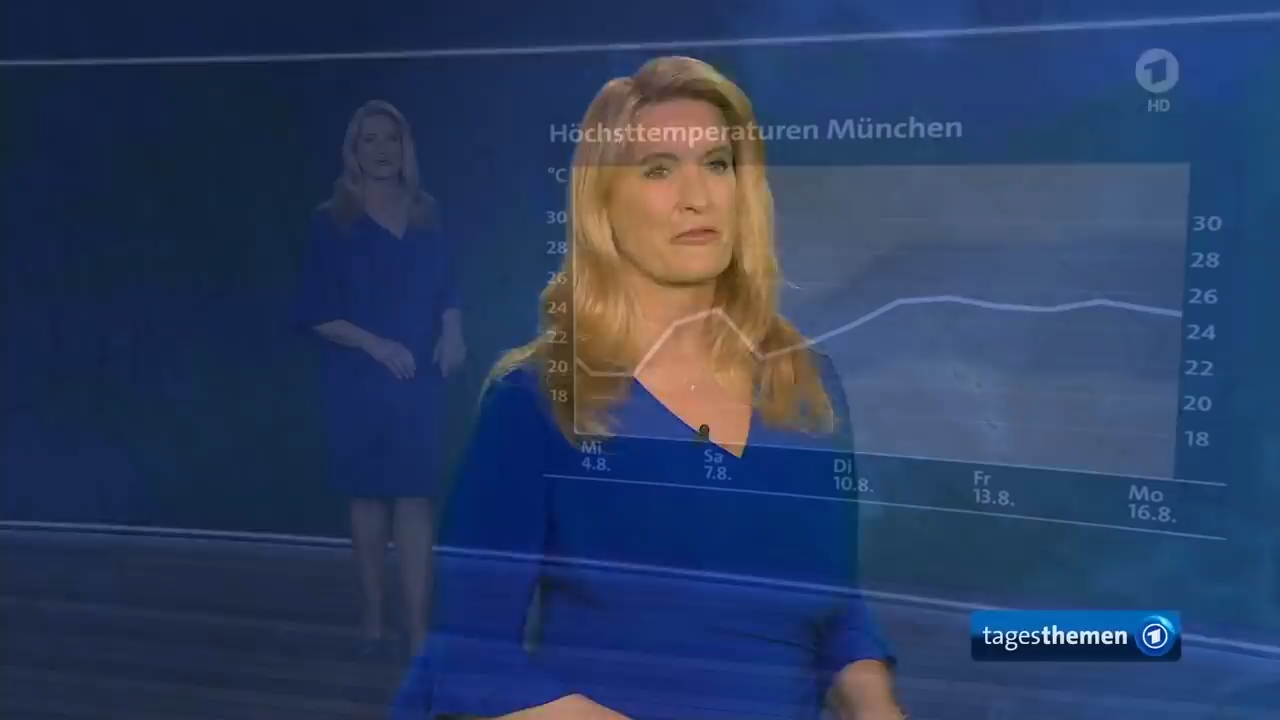 HD
Höchsttemperaturen München
°C
30
28
26
24
22
20
18
30
28
26
24
22
20
18
Mi
4.8.
Sa
7.8.
Di
10.8.
Fr
13.8.
Mo
16.8.
tagesthemen